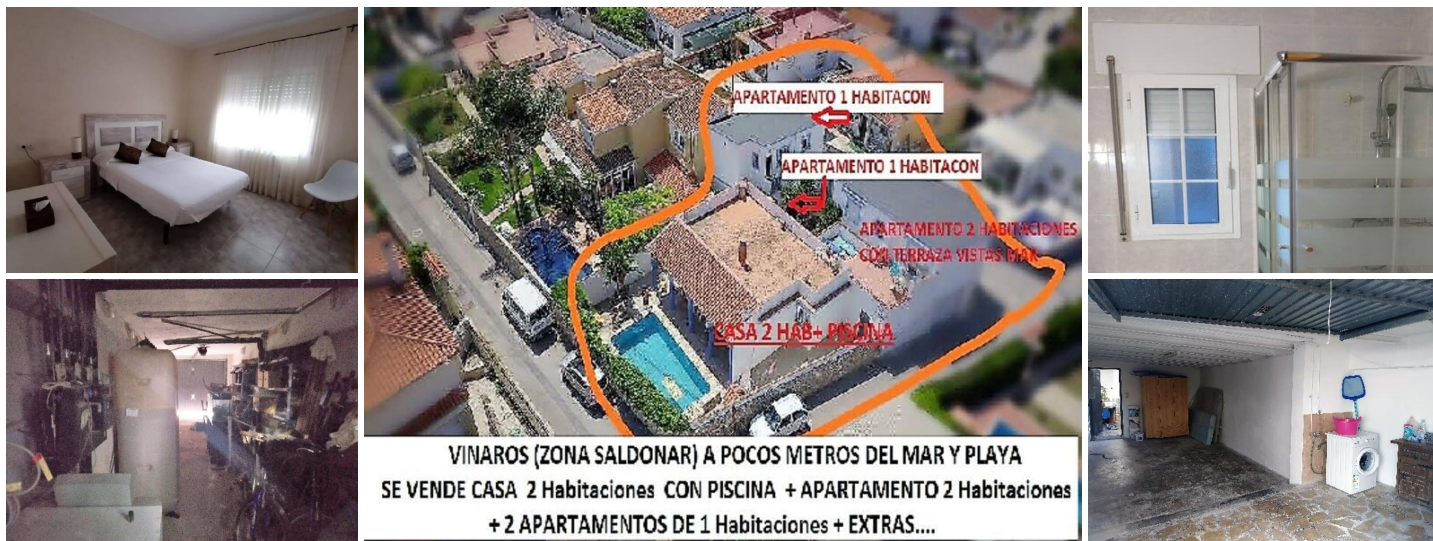 APARTAMENTO 1 HABITACON
APARTAMENTO 1 HABITACON
APARTAMENTO 2 HABITACIONES
CON TERRAZA VISTAS MAR
CASA 2 HAB+ PISCINA
VINAROS (ZONA SALDONAR) A POCOS METROS DEL MAR Y PLAYA
SE VENDE CASA 2 Habitaciones CON PISCINA + APARTAMENTO 2 Habitaciones
+ 2 APARTAMENTOS DE 1 Habitaciones + EXTRAS....